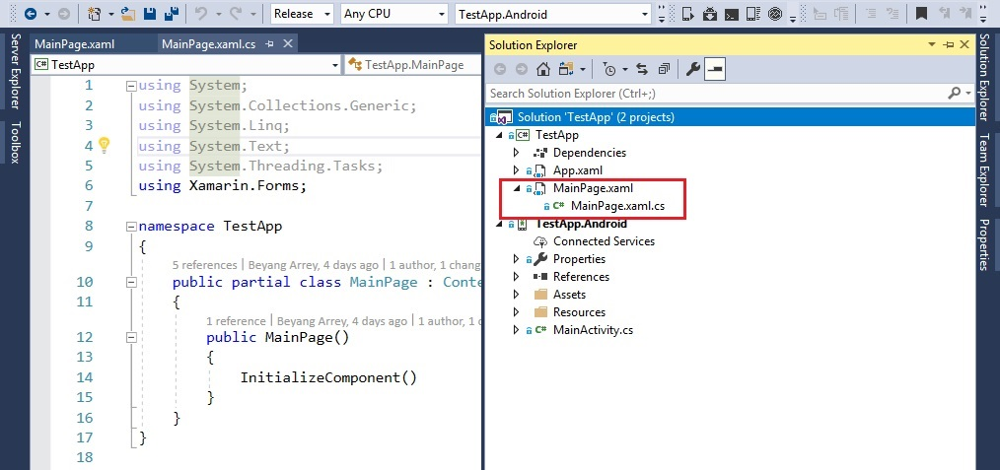 Release Any CPU TestApp.Android
MainPage.xaml MainPage.xaml.cs
TestApp TestApp.MainPage
1 using System;
2 using System.Collections.Generic;
3 using System.Linq;
4 using System.Text;
5 using System.Threading.Tasks;
6 using Xamarin.Forms;
7
8 namespace TestApp
9 {
5 references | Beyang Arrey, 4 days ago | 1 author, 1 chang
10 public partial class MainPage : Conte
11 {
1 reference | Beyang Arrey, 4 days ago | 1 author, 1 c
12 public MainPage()
13 {
14 InitializeComponent()
15 }
16 }
17 }
18
Server Explorer
Toolbox
Solution Explorer
Search Solution Explorer (Ctrl+;)
Solution 'TestApp' (2 projects)
C# TestApp
Dependencies
App.xaml
MainPage.xaml
C# MainPage.xaml.cs
TestApp.Android
Connected Services
Properties
References
Assets
Resources
C# MainActivity.cs
Solution Explorer
Team Explorer
Properties